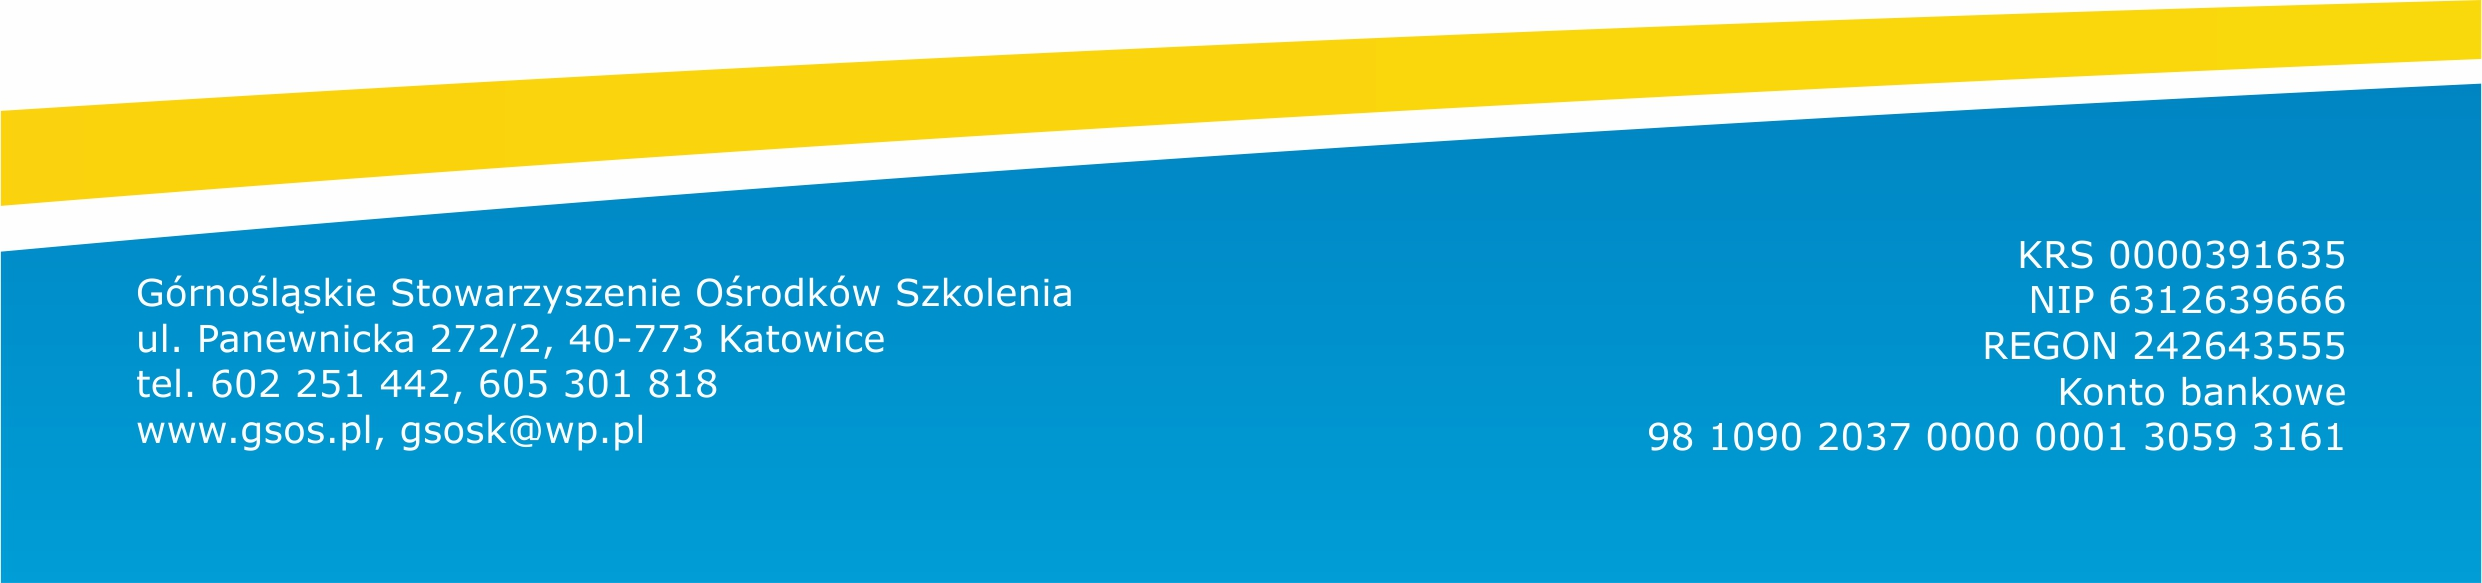 Górnośląskie Stowarzyszenie Ośrodków Szkolenia
ul. Panewnicka 272/2, 40-773 Katowice
tel. 602 251 442, 605 301 818
www.gsos.pl, gsosk@wp.pl
KRS 0000391635
NIP 6312639666
REGON 242643555
Konto bankowe
98 1090 2037 0000 0001 3059 3161